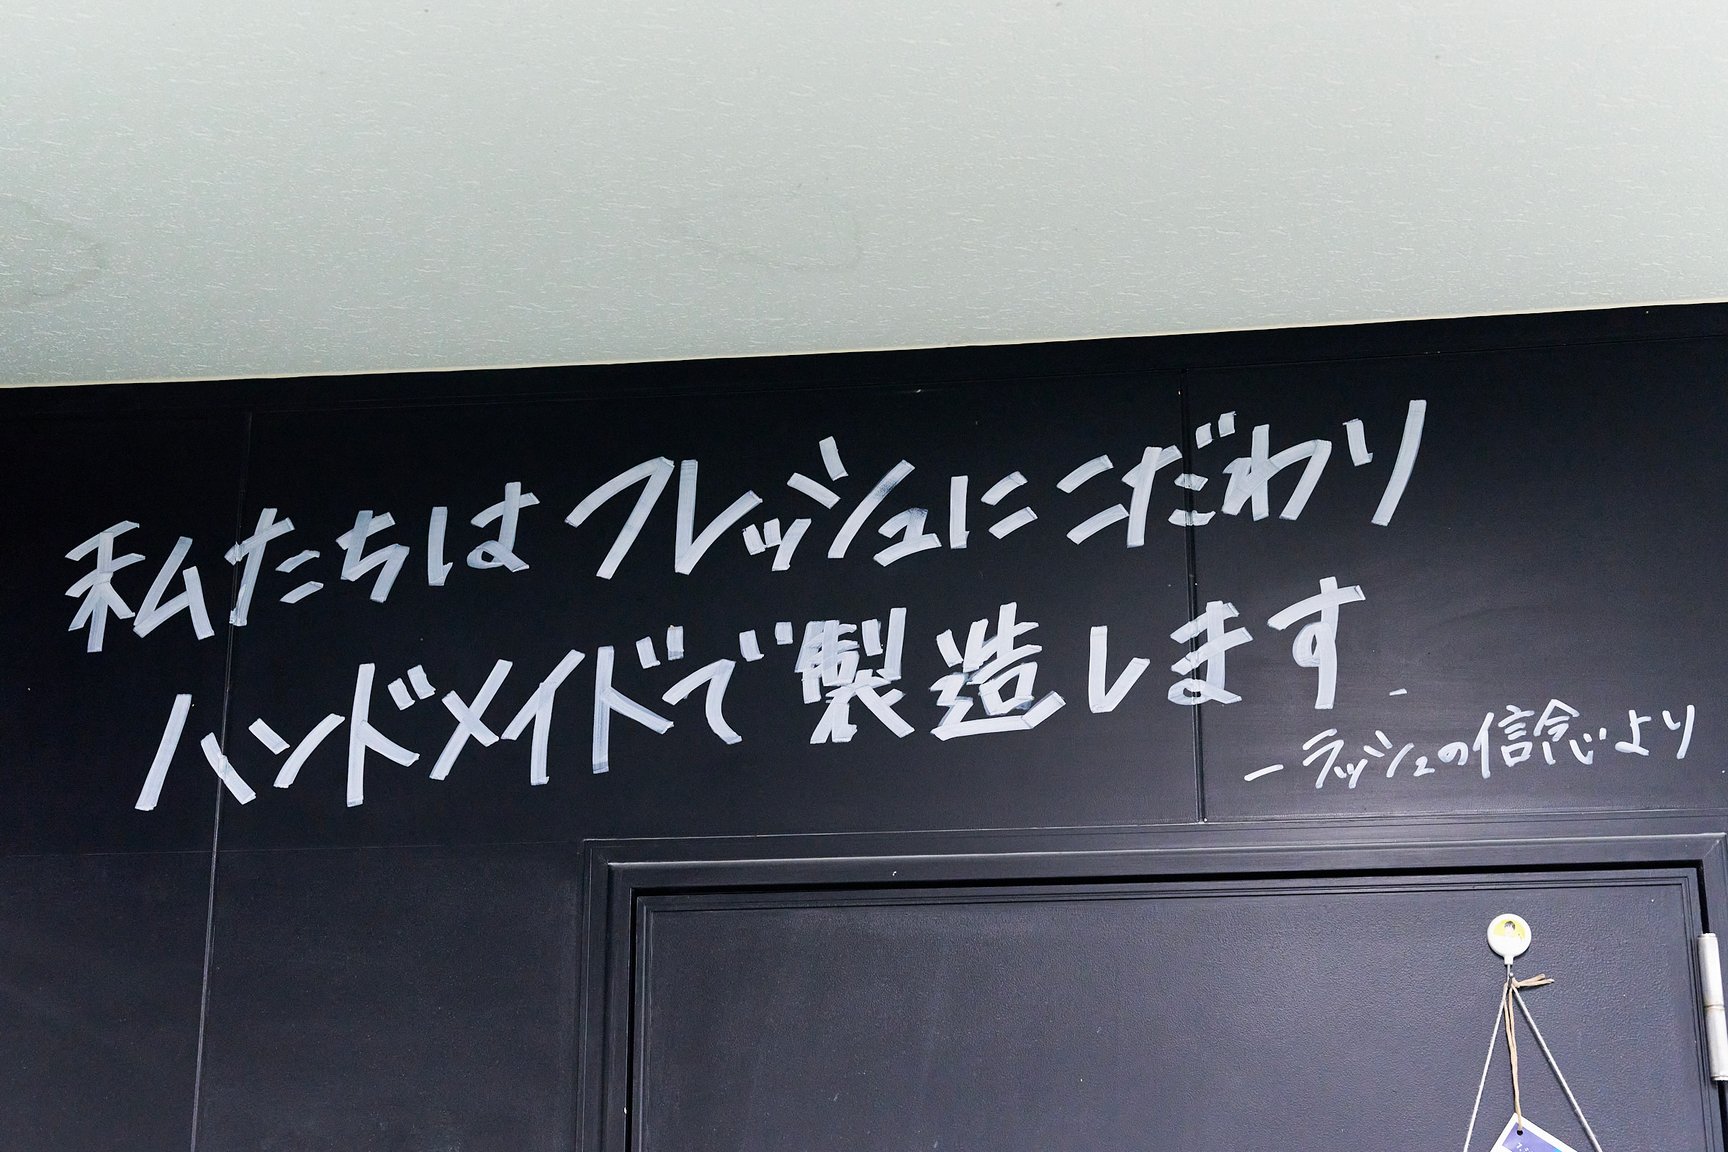 私たちはフレッシュにこだわり
ハンドメイドで製造します
－ラッシュの信念より